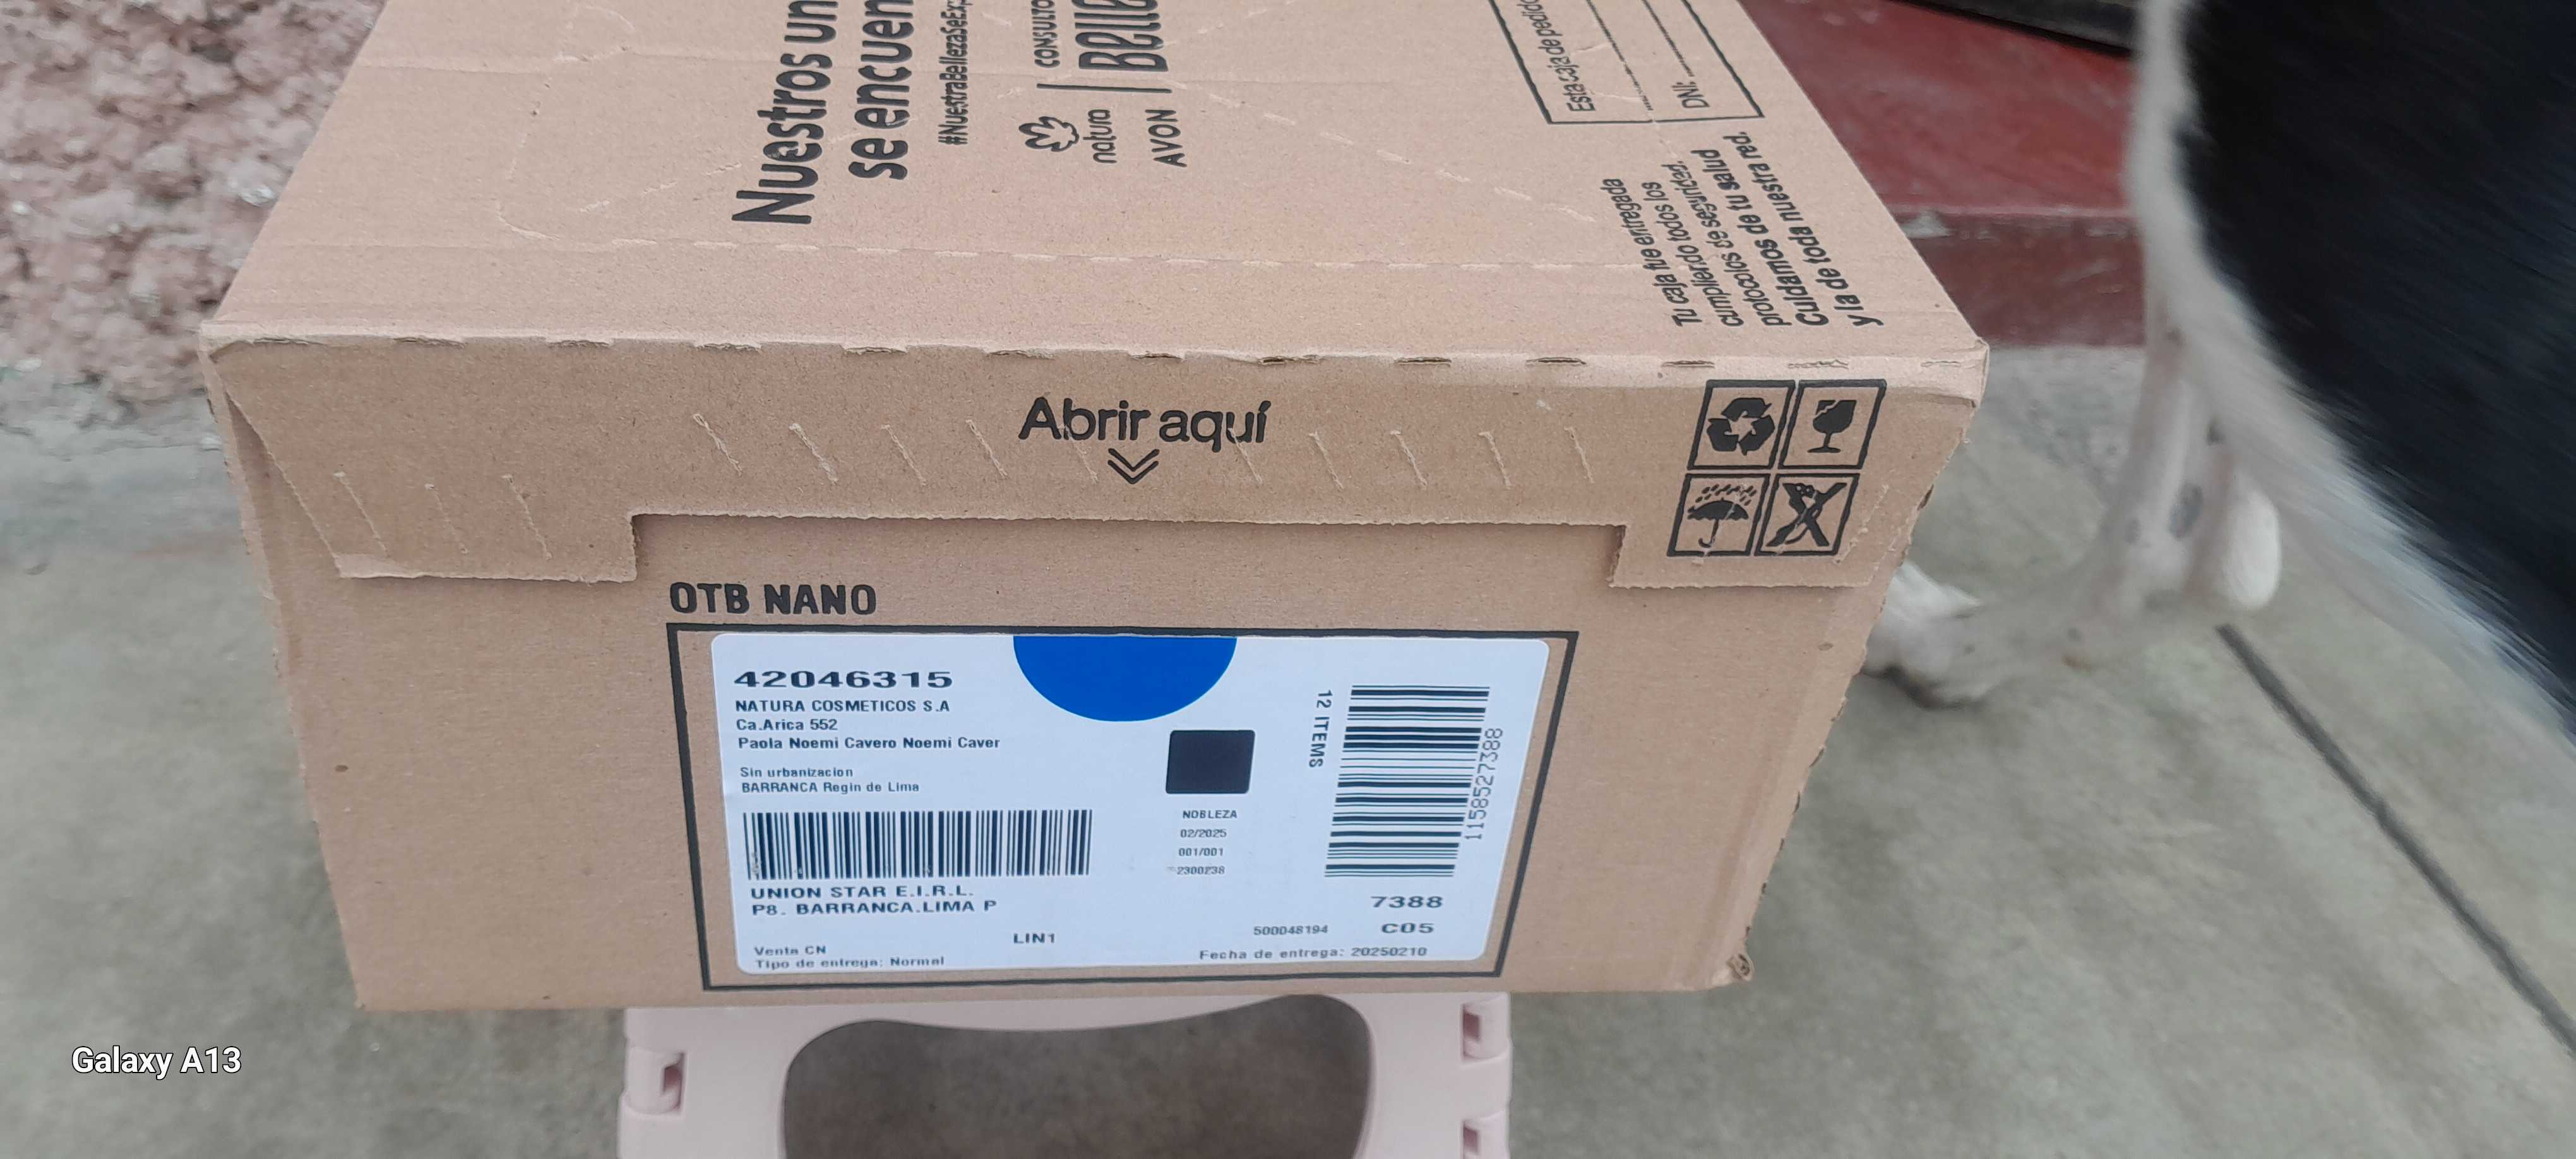 Nuestros
se encuen
#NuestraBellezaSeEx
natura
AVON
CONSULTO
Esta caja de pedido
DNI:
Tu caja fue entregada
cumpliendo todos los
protocolos de seguridad.
Cuidamos de tu salud
y la de toda nuestra red.
Abrir aquí
OTB NANO
42046315
NATURA COSMETICOS S.A
Ca.Arica 552
Paola Noemi Cavero Noemi Caver
Sin urbanizacion
BARRANCA Regin de Lima
UNION STAR E.I.R.L.
P8. BARRANCA.LIMA P
LIN1
Venta CN
Tipo de entrega: Normal
NOBLEZA
02/2025
001/001
2300238
12 ITEMS
11585527388
7388
500048194
C05
Fecha de entrega: 20250210
Galaxy A13